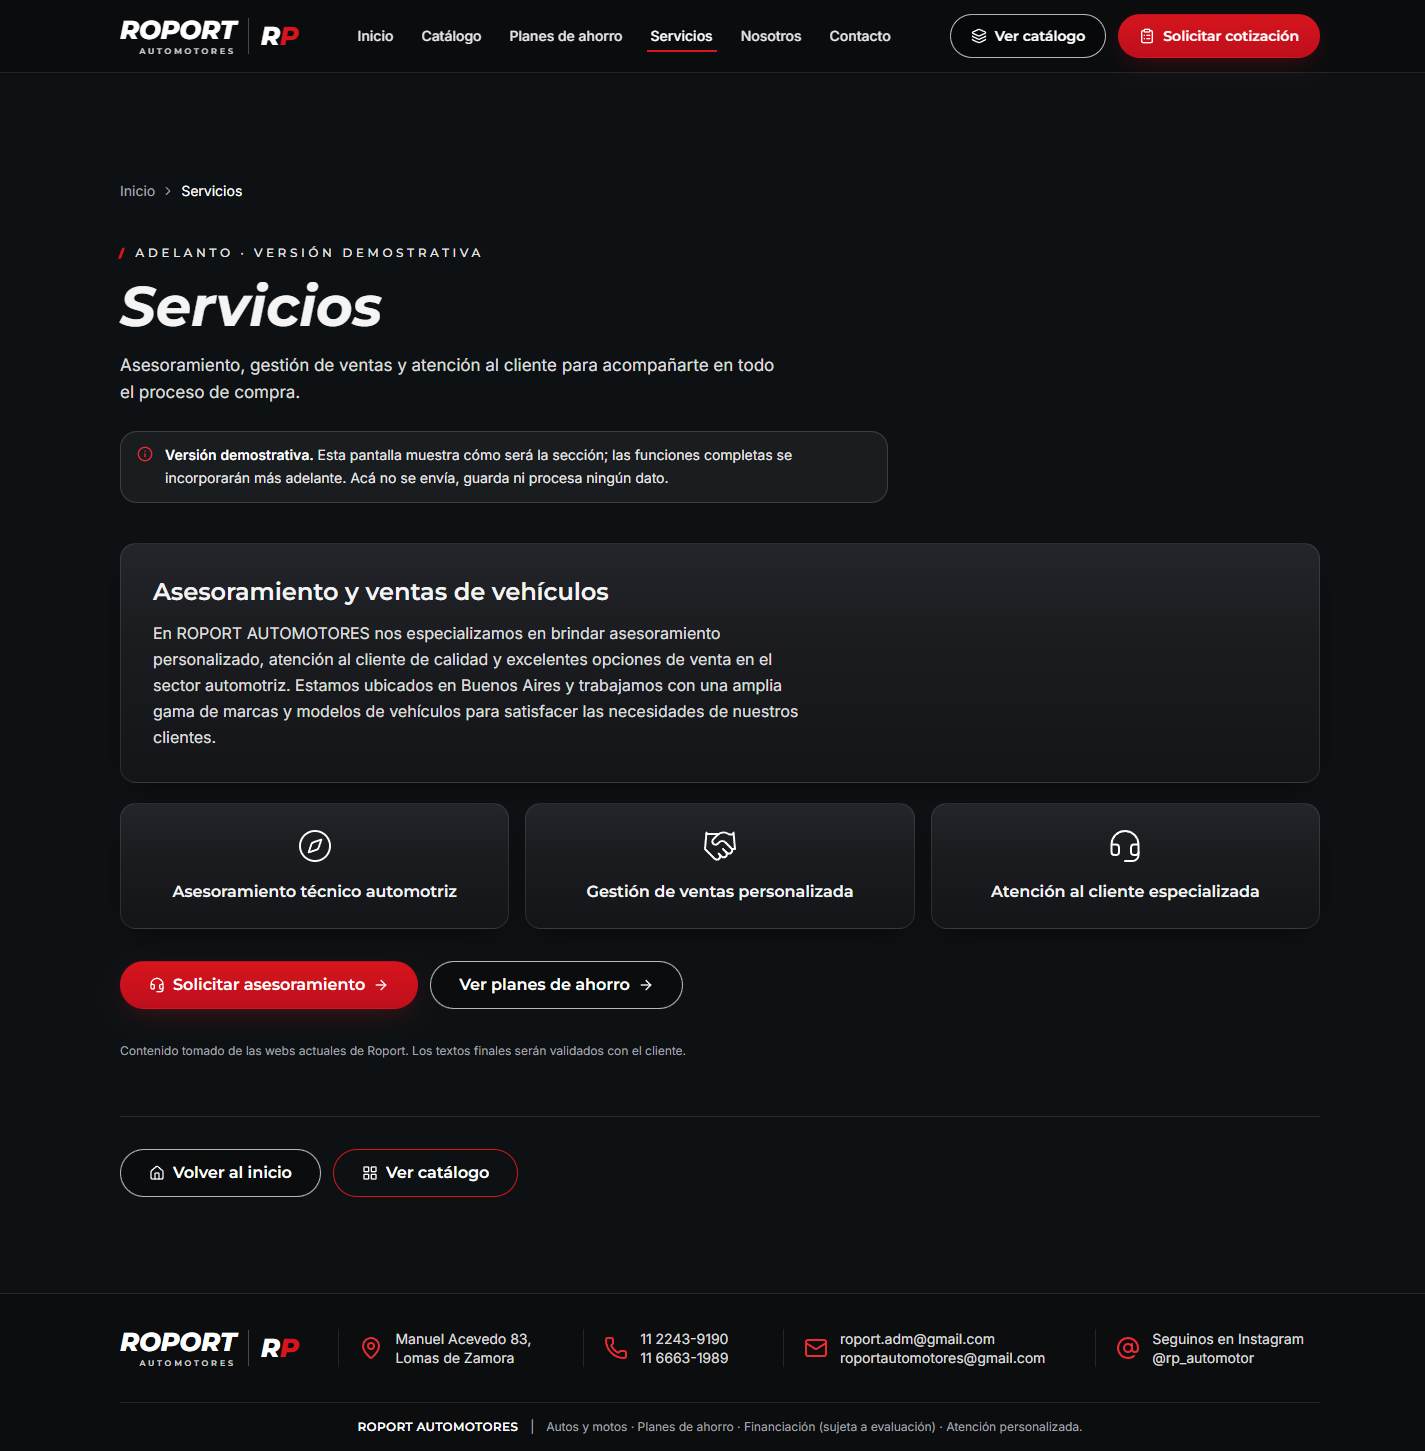 ROPORT
AUTOMOTORES
RP
Inicio
Catálogo
Planes de ahorro
Servicios
Nosotros
Contacto
Ver catálogo
Solicitar cotización
Inicio > Servicios
/ ADELANTO · VERSIÓN DEMOSTRATIVA
Servicios
Asesoramiento, gestión de ventas y atención al cliente para acompañarte en todo
el proceso de compra.
Versión demostrativa. Esta pantalla muestra cómo será la sección; las funciones completas se
incorporarán más adelante. Acá no se envía, guarda ni procesa ningún dato.
Asesoramiento y ventas de vehículos
En ROPORT AUTOMOTORES nos especializamos en brindar asesoramiento
personalizado, atención al cliente de calidad y excelentes opciones de venta en el
sector automotriz. Estamos ubicados en Buenos Aires y trabajamos con una amplia
gama de marcas y modelos de vehículos para satisfacer las necesidades de nuestros
clientes.
Asesoramiento técnico automotriz
Gestión de ventas personalizada
Atención al cliente especializada
Solicitar asesoramiento →
Ver planes de ahorro →
Contenido tomado de las webs actuales de Roport. Los textos finales serán validados con el cliente.
Volver al inicio
Ver catálogo
ROPORT
AUTOMOTORES
RP
Manuel Acevedo 83,
Lomas de Zamora
11 2243-9190
11 6663-1989
roport.adm@gmail.com
roportautomotores@gmail.com
Seguinos en Instagram
@rp_automotor
ROPORT AUTOMOTORES | Autos y motos · Planes de ahorro · Financiación (sujeta a evaluación) · Atención personalizada.